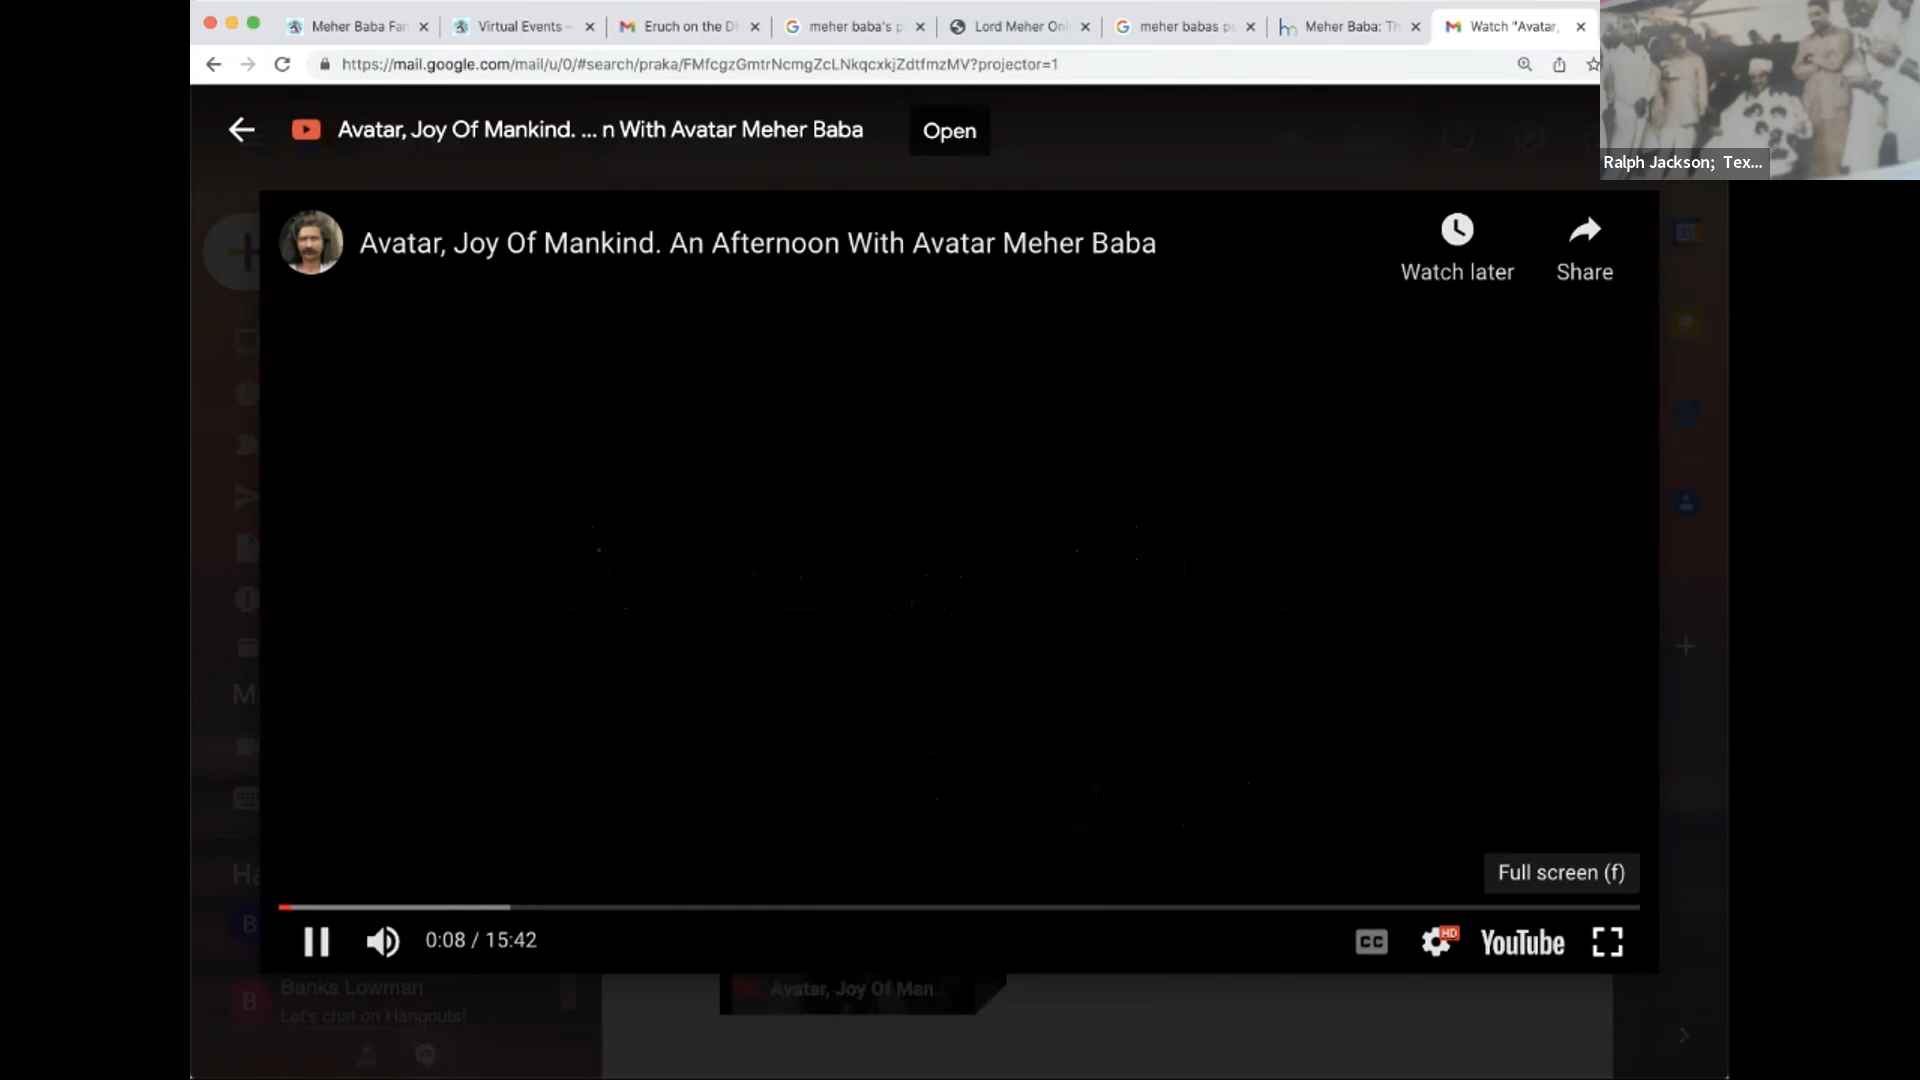 Meher Baba Fan
Virtual Events –
Eruch on the D
meher baba's p
Lord Meher On
meher babas p
Meher Baba: Th
Watch "Avatar,
https://mail.google.com/mail/u/0/#search/praka/FMfcgzGmtrNcmgZcLNkqcxkjZdtfmzMV?projector=1
Ralph Jackson; Tex...
Avatar, Joy Of Mankind. ... n With Avatar Meher Baba
Open
Avatar, Joy Of Mankind. An Afternoon With Avatar Meher Baba
Watch later
Share
Full screen (f)
0:08 / 15:42
CC
HD
YouTube
B
B
Banks Lowman
Let's chat on Hangouts!
Avatar, Joy Of Man